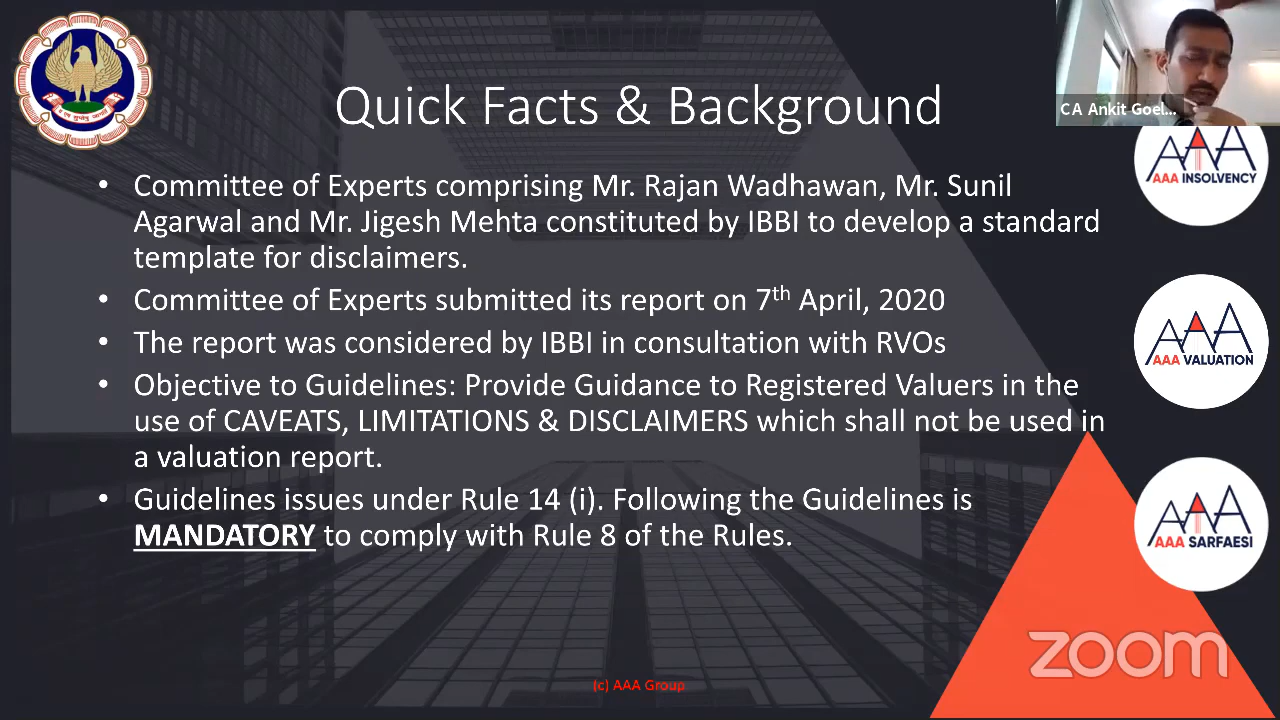 Quick Facts & Background
CA Ankit Goel...
• Committee of Experts comprising Mr. Rajan Wadhawan, Mr. Sunil
Agarwal and Mr. Jigesh Mehta constituted by IBBI to develop a standard
template for disclaimers.
• Committee of Experts submitted its report on 7th April, 2020
• The report was considered by IBBI in consultation with RVOs
• Objective to Guidelines: Provide Guidance to Registered Valuers in the
use of CAVEATS, LIMITATIONS & DISCLAIMERS which shall not be used in
a valuation report.
• Guidelines issues under Rule 14 (i). Following the Guidelines is
MANDATORY to comply with Rule 8 of the Rules.
AAA
AAA INSOLVENCY
AAA
AAA VALUATION
AAA
AAA SARFAESI
zoom
(c) AAA Group